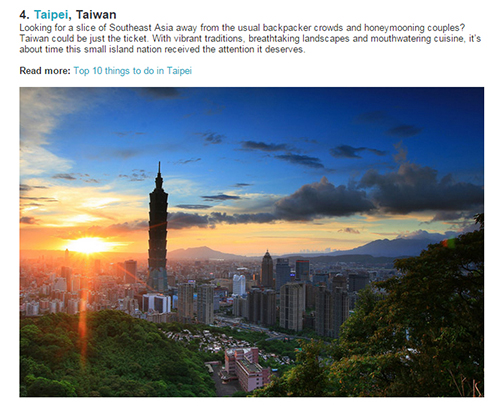 4. Taipei, Taiwan
Looking for a slice of Southeast Asia away from the usual backpacker crowds and honeymooning couples?
Taiwan could be just the ticket. With vibrant traditions, breathtaking landscapes and mouthwatering cuisine, it's
about time this small island nation received the attention it deserves.
Read more: Top 10 things to do in Taipei